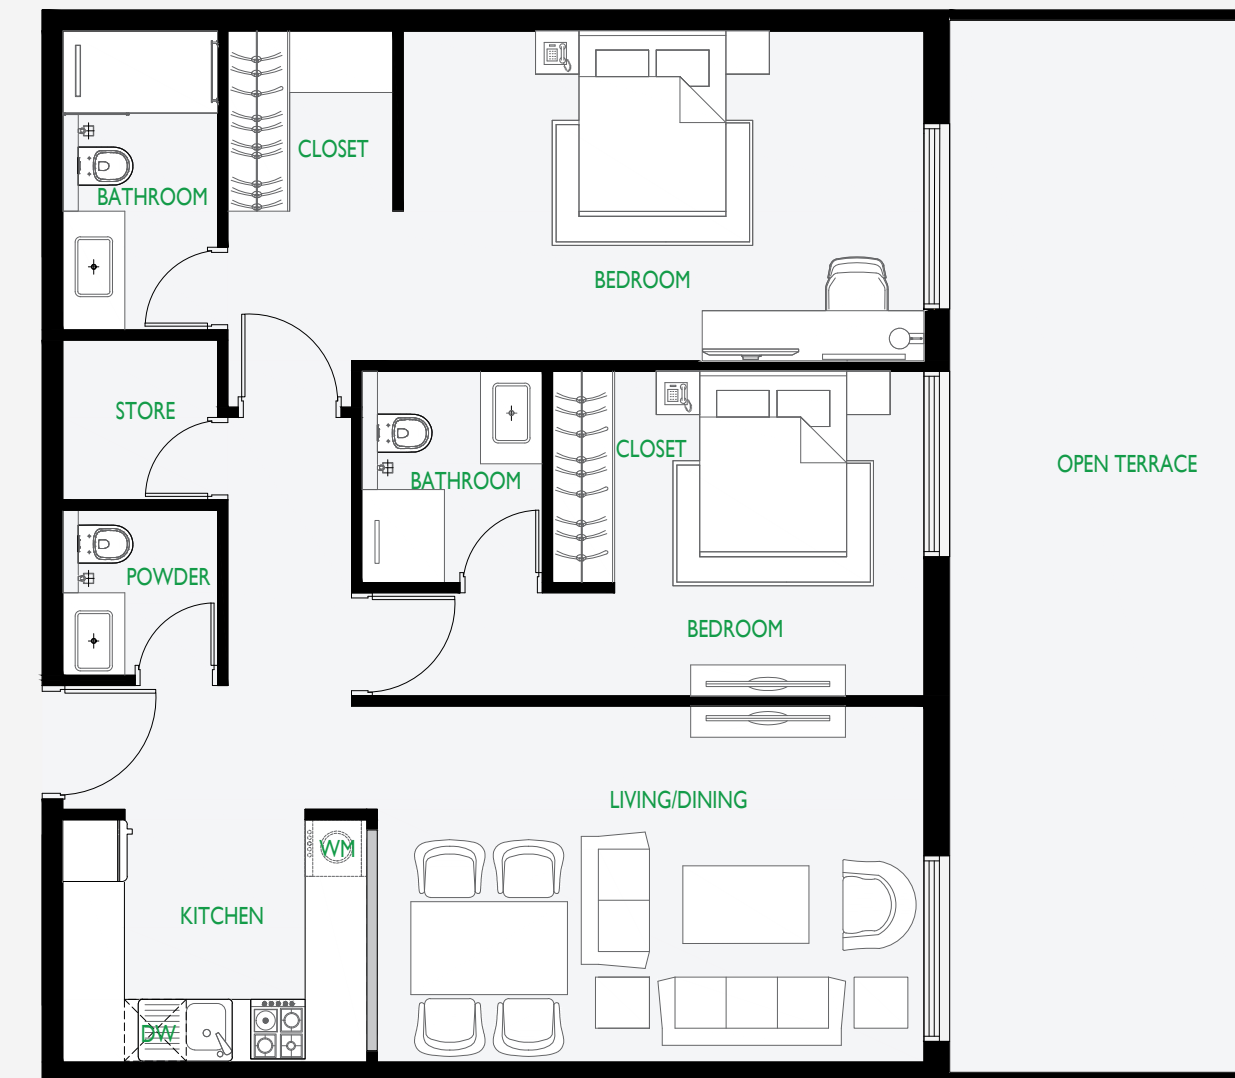 CLOSET
BATHROOM
BEDROOM
STORE
CLOSET
BATHROOM
OPEN TERRACE
POWDER
BEDROOM
LIVING/DINING
WM
KITCHEN
DW